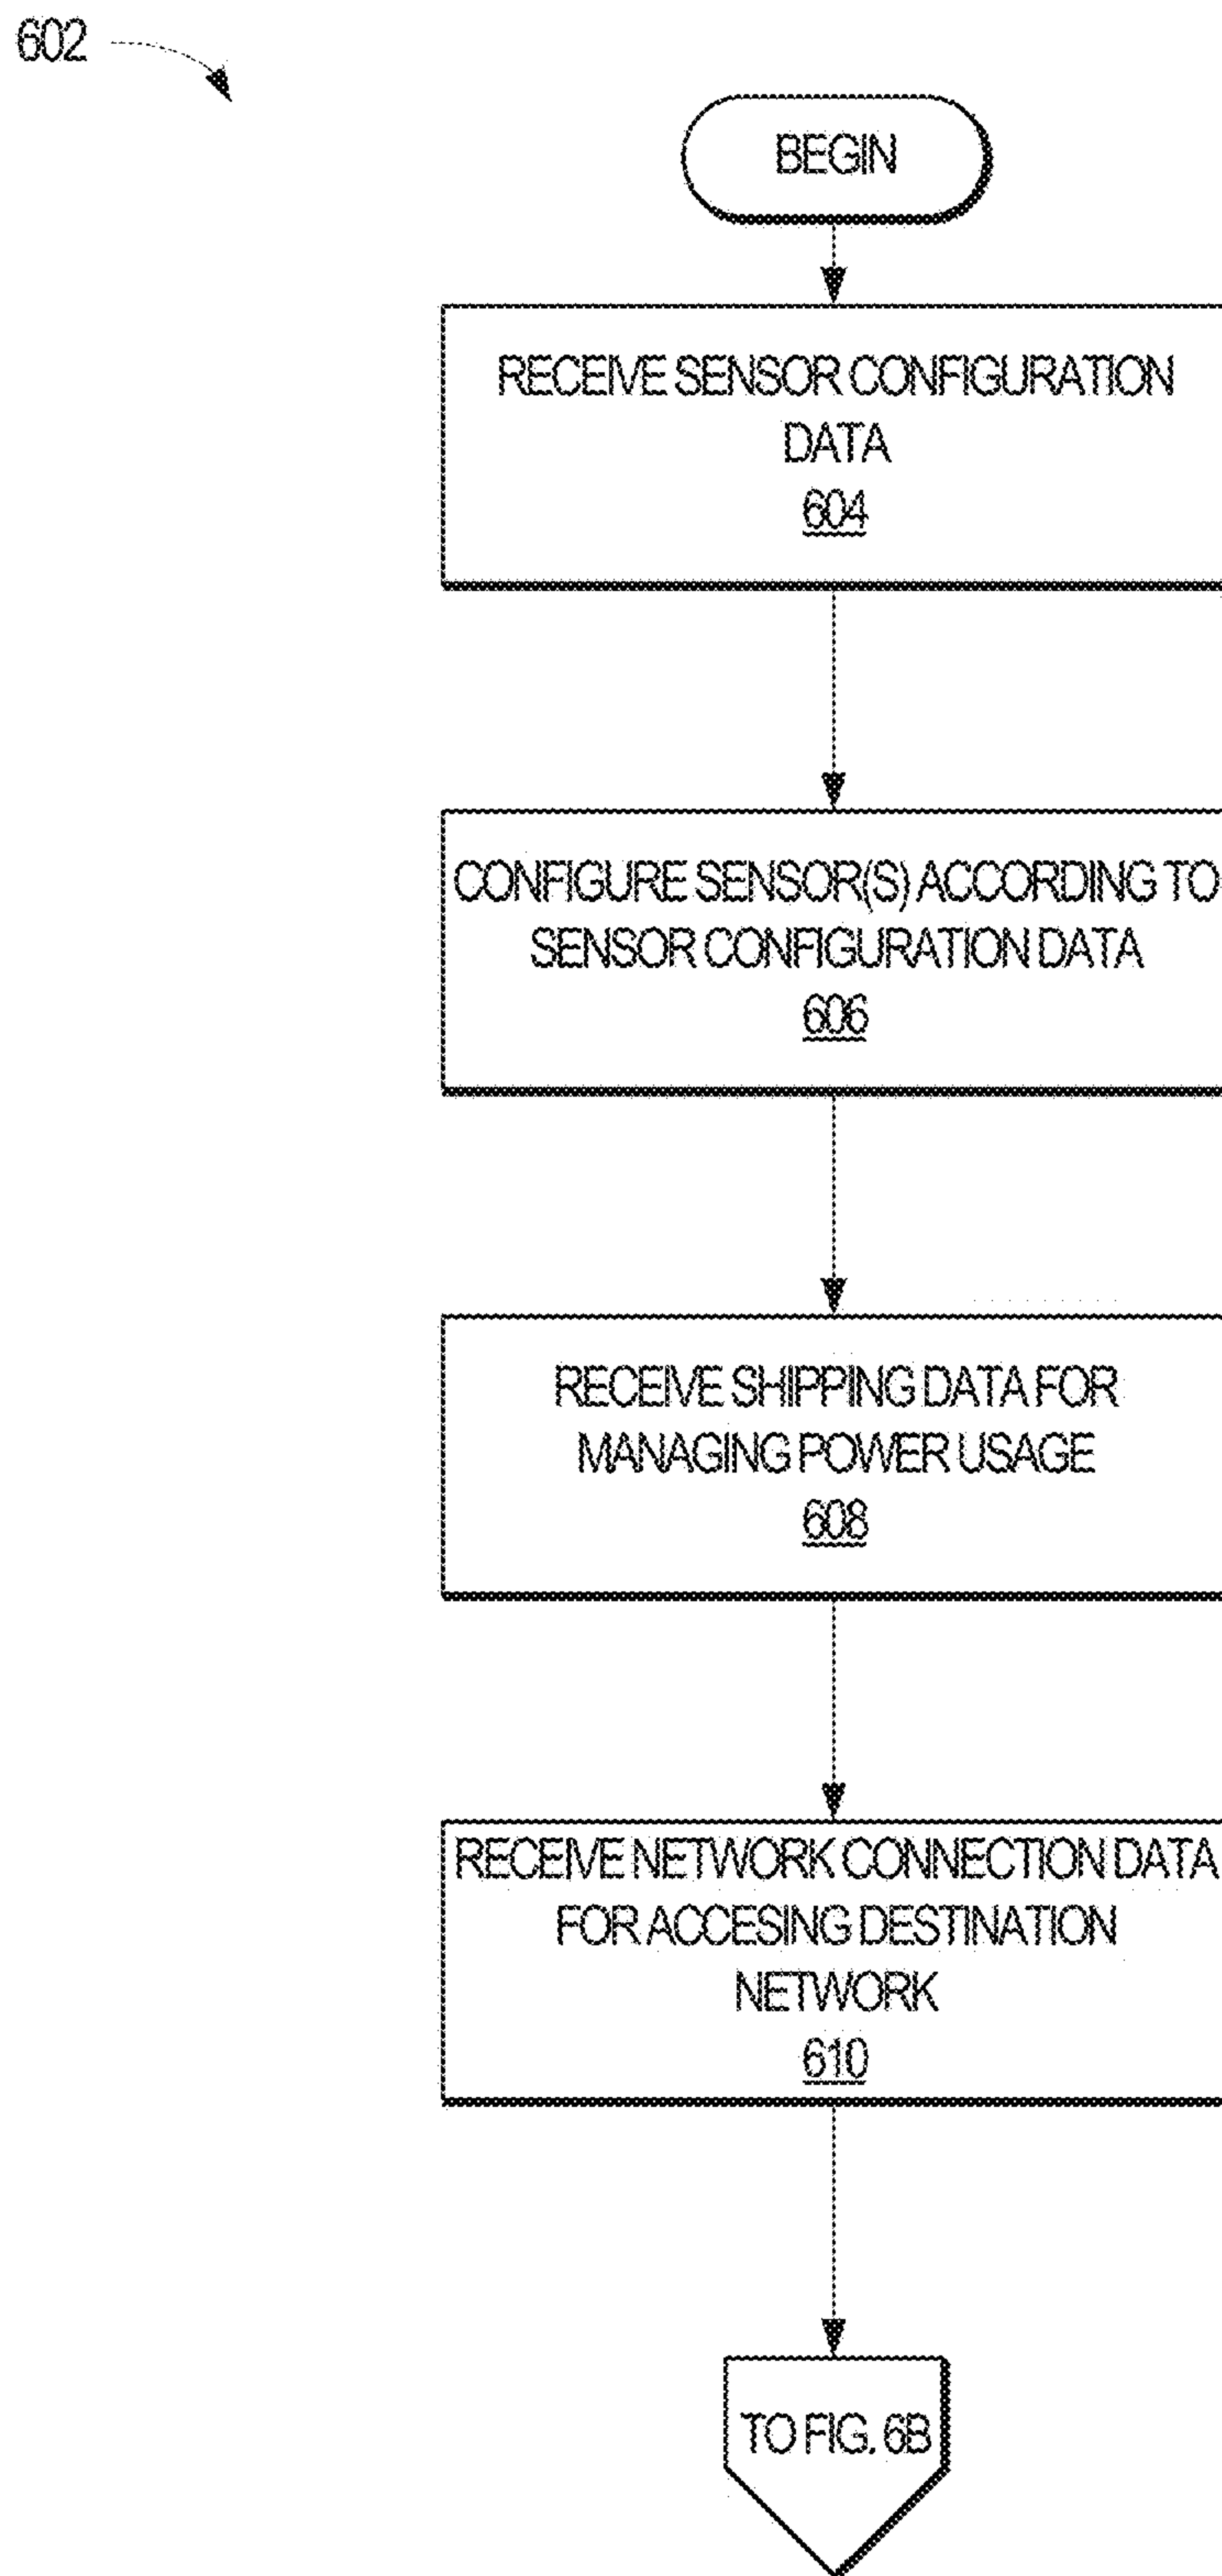 602
BEGIN
RECEIVE SENSOR CONFIGURATION
DATA
604
CONFIGURE SENSOR(S) ACCORDING TO
SENSOR CONFIGURATION DATA
606
RECEIVE SHIPPING DATA FOR
MANAGING POWER USAGE
608
RECEIVE NETWORK CONNECTION DATA
FOR ACCESING DESTINATION
NETWORK
610
TO FIG. 6B